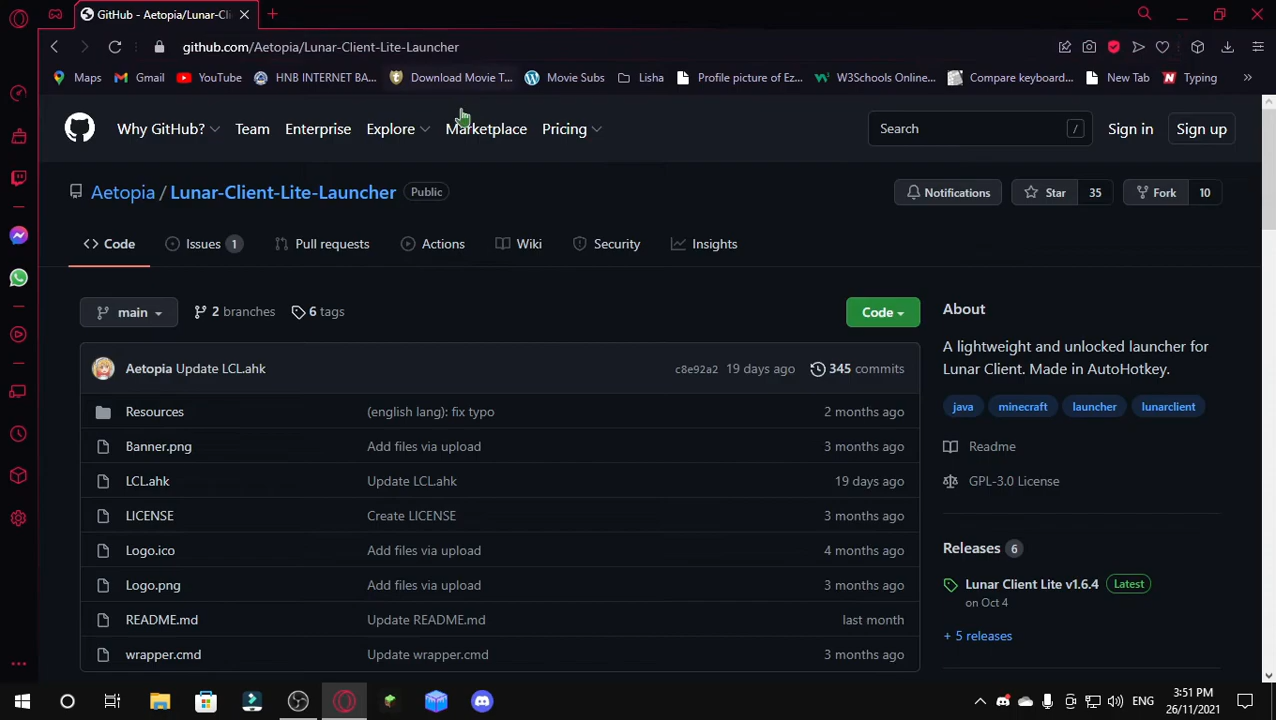 GitHub - Aetopia/Lunar-Cli
github.com/Aetopia/Lunar-Client-Lite-Launcher
Maps Gmail YouTube HNB INTERNET BA... Download Movie T... Movie Subs Lisha Profile picture of Ez... W3Schools Online... Compare keyboard... New Tab Typing »
Why GitHub? Team Enterprise Explore Marketplace Pricing Search / Sign in Sign up
Aetopia / Lunar-Client-Lite-Launcher Public Notifications Star 35 Fork 10
<> Code Issues 1 Pull requests Actions Wiki Security Insights
main 2 branches 6 tags Code
Aetopia Update LCL.ahk c8e92a2 19 days ago 345 commits
Resources (english lang): fix typo 2 months ago
Banner.png Add files via upload 3 months ago
LCL.ahk Update LCL.ahk 19 days ago
LICENSE Create LICENSE 3 months ago
Logo.ico Add files via upload 4 months ago
Logo.png Add files via upload 3 months ago
README.md Update README.md last month
wrapper.cmd Update wrapper.cmd 3 months ago
About
A lightweight and unlocked launcher for
Lunar Client. Made in AutoHotkey.
java minecraft launcher lunarclient
Readme
GPL-3.0 License
Releases 6
Lunar Client Lite v1.6.4 Latest
on Oct 4
+ 5 releases
ENG
3:51 PM
26/11/2021